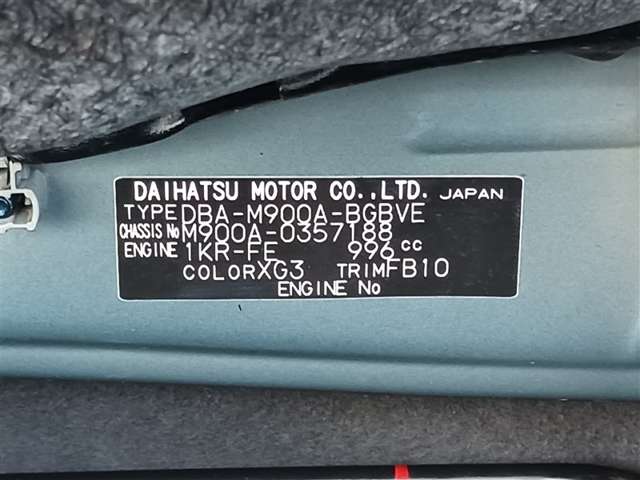 DAIHATSU MOTOR CO.,LTD. JAPAN
TYPE DBA-M900A-BGBVE
CHASSIS No M900A-0357188
ENGINE 1KR-FE 996 cc
COLOR XG3 TRIM FB10
ENGINE No